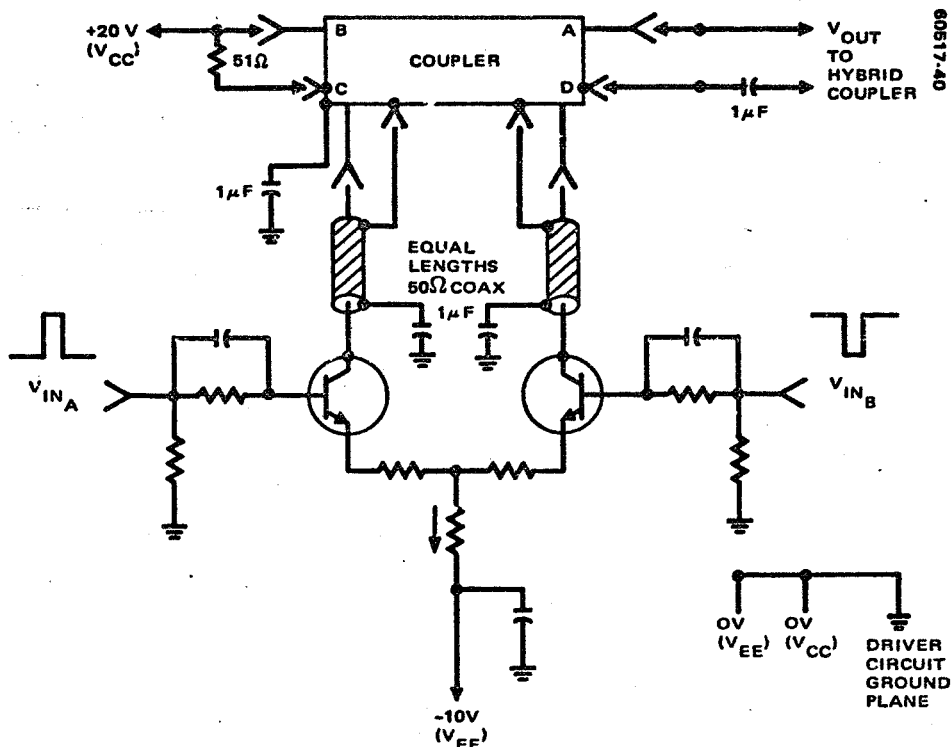 +20 V
(VCC)
51Ω
B
A
COUPLER
C
D
VOUT
TO
HYBRID
COUPLER
1μF
60517-40
1μF
EQUAL
LENGTHS
50Ω COAX
1μF
VINA
VINB
-10V
(VEE)
0V
(VEE)
0V
(VCC)
DRIVER
CIRCUIT
GROUND
PLANE